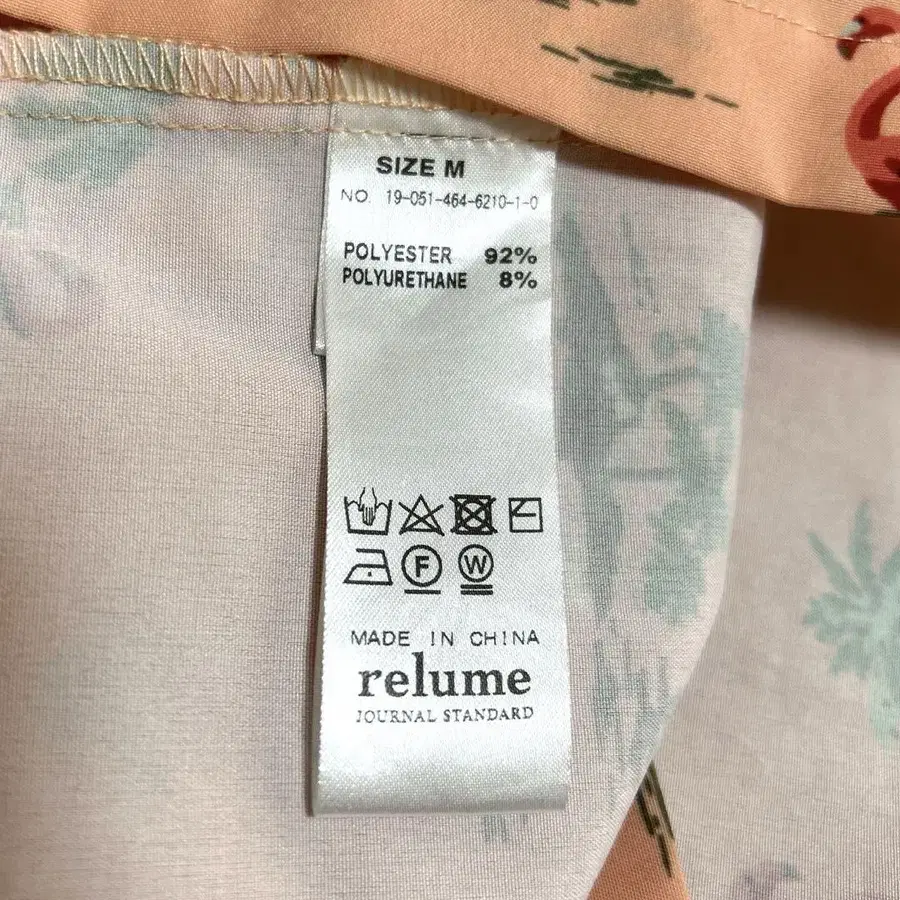 SIZE M
NO. 19-051-464-6210-1-0
POLYESTER 92%
POLYURETHANE 8%
F W
MADE IN CHINA
relume
JOURNAL STANDARD